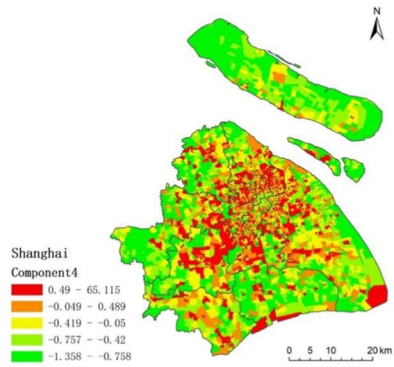 N
Shanghai
Component4
0.49 - 65.115
-0.049 - 0.489
-0.419 - -0.05
-0.757 - -0.42
-1.358 - -0.758
0 5 10 20 km